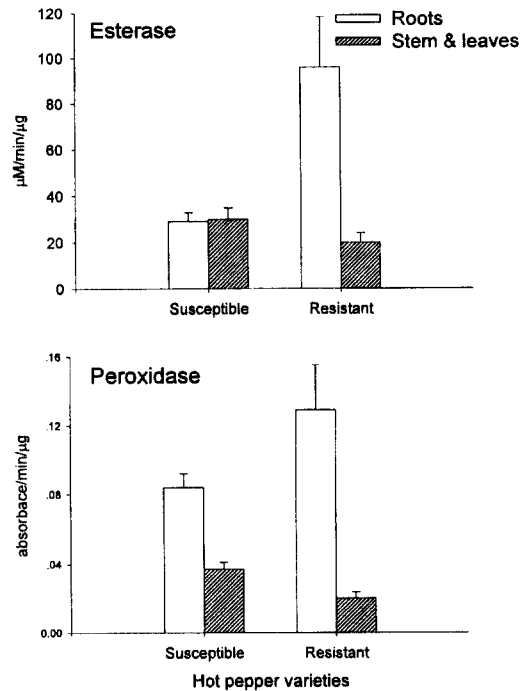 Esterase
Roots
Stem & leaves
120
100
80
60
40
20
0
µM/min/µg
Susceptible Resistant
Peroxidase
.16
.12
.08
.04
0.00
absorbace/min/µg
Susceptible Resistant
Hot pepper varieties